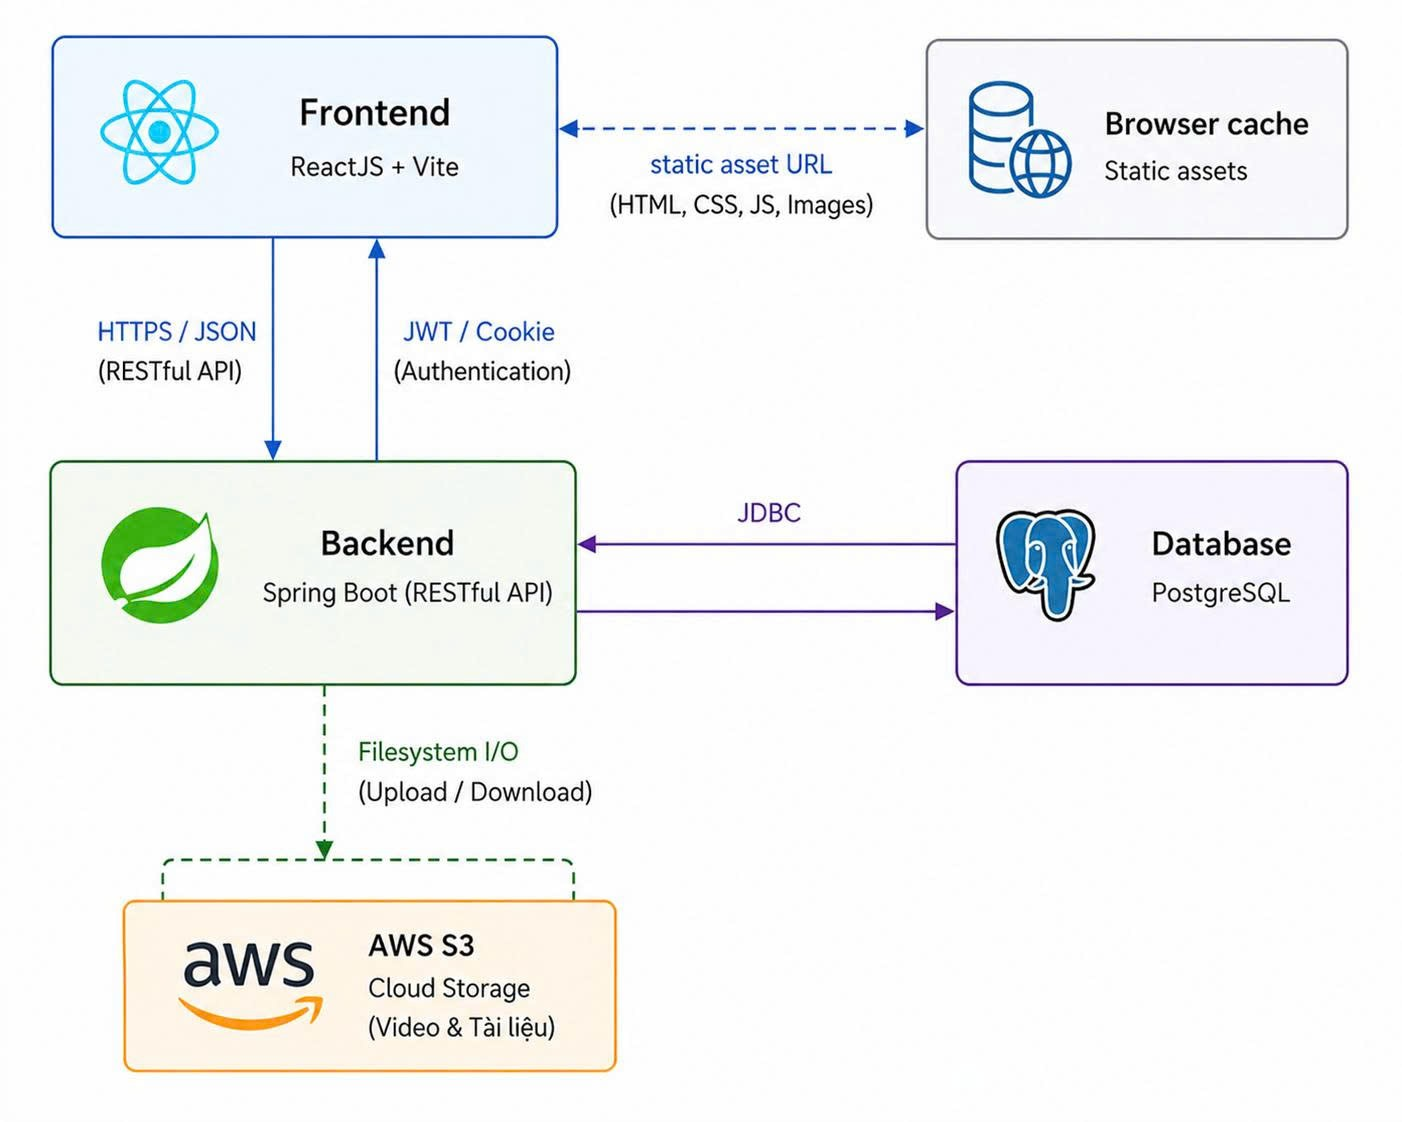 Frontend
ReactJS + Vite
static asset URL
(HTML, CSS, JS, Images)
Browser cache
Static assets
HTTPS / JSON
(RESTful API)
JWT / Cookie
(Authentication)
Backend
Spring Boot (RESTful API)
JDBC
Database
PostgreSQL
Filesystem I/O
(Upload / Download)
aws
AWS S3
Cloud Storage
(Video & Tài liệu)